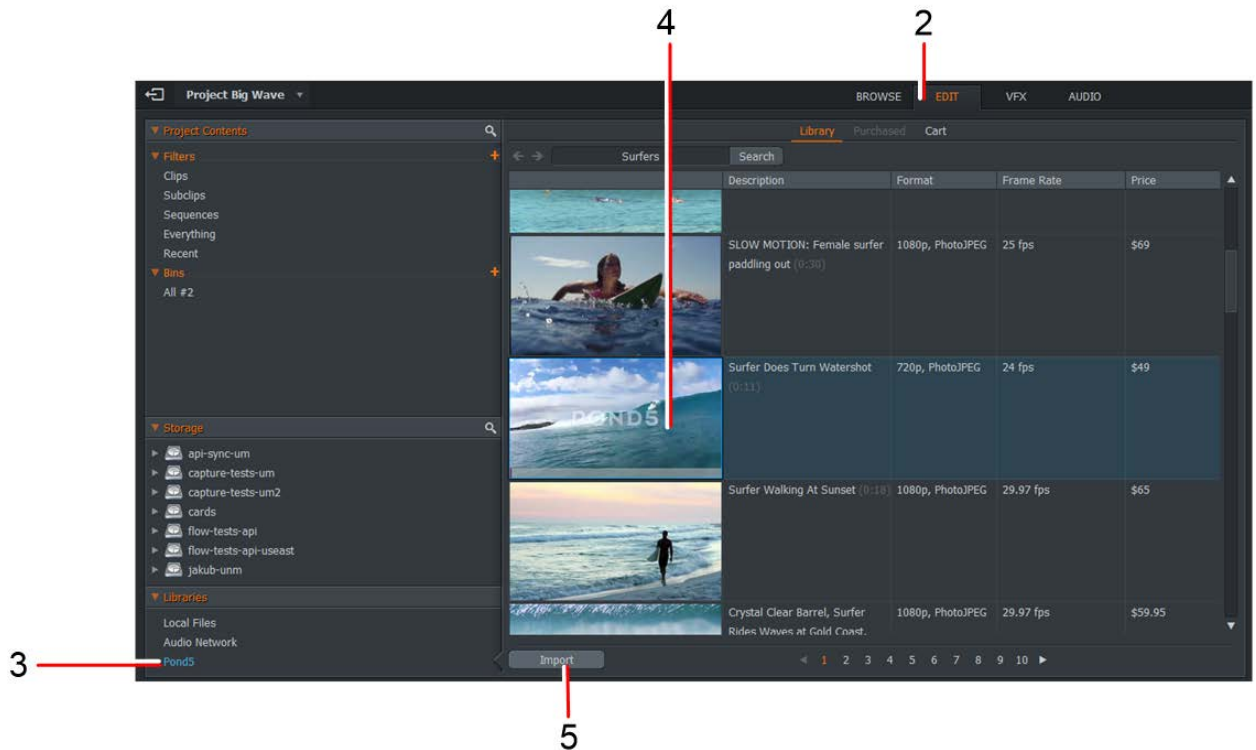 4
2
Project Big Wave
BROWSE EDIT VFX AUDIO
Project Contents
Library Purchased Cart
Filters
Surfers Search
Clips
Description Format Frame Rate Price
Subclips
Sequences
Everything
Recent
SLOW MOTION: Female surfer 1080p, PhotoJPEG 25 fps $69
paddling out (0:30)
Bins
All #2
Surfer Does Turn Watershot 720p, PhotoJPEG 24 fps $49
(0:11)
POND5
Storage
api-sync-um
capture-tests-um
capture-tests-um2
Surfer Walking At Sunset (0:18) 1080p, PhotoJPEG 29.97 fps $65
cards
flow-tests-api
flow-tests-api-useast
jakub-unm
Libraries
Crystal Clear Barrel, Surfer 1080p, PhotoJPEG 29.97 fps $59.95
Rides Waves at Gold Coast.
Local Files
Audio Network
3
Pond5
Import
1 2 3 4 5 6 7 8 9 10
5